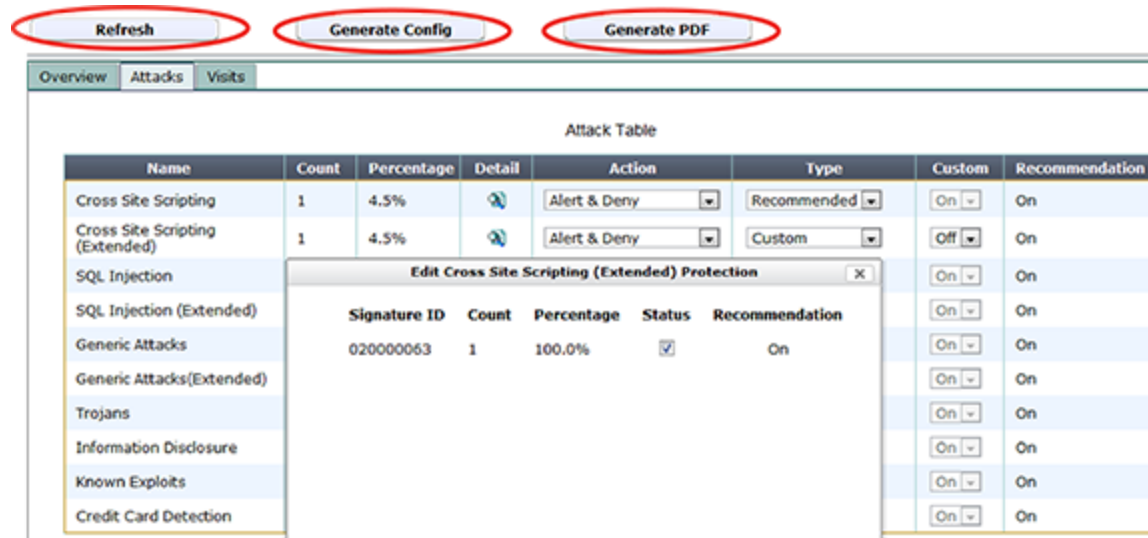 Refresh Generate Config Generate PDF
Overview Attacks Visits
Attack Table
Name Count Percentage Detail Action Type Custom Recommendation
Cross Site Scripting 1 4.5% Alert & Deny Recommended On On
Cross Site Scripting
(Extended) 1 4.5% Alert & Deny Custom Off On
Edit Cross Site Scripting (Extended) Protection x
SQL Injection On On
Signature ID Count Percentage Status Recommendation
SQL Injection (Extended) On On
020000063 1 100.0% On
Generic Attacks On On
Generic Attacks(Extended) On On
Trojans On On
Information Disclosure On On
Known Exploits On On
Credit Card Detection On On